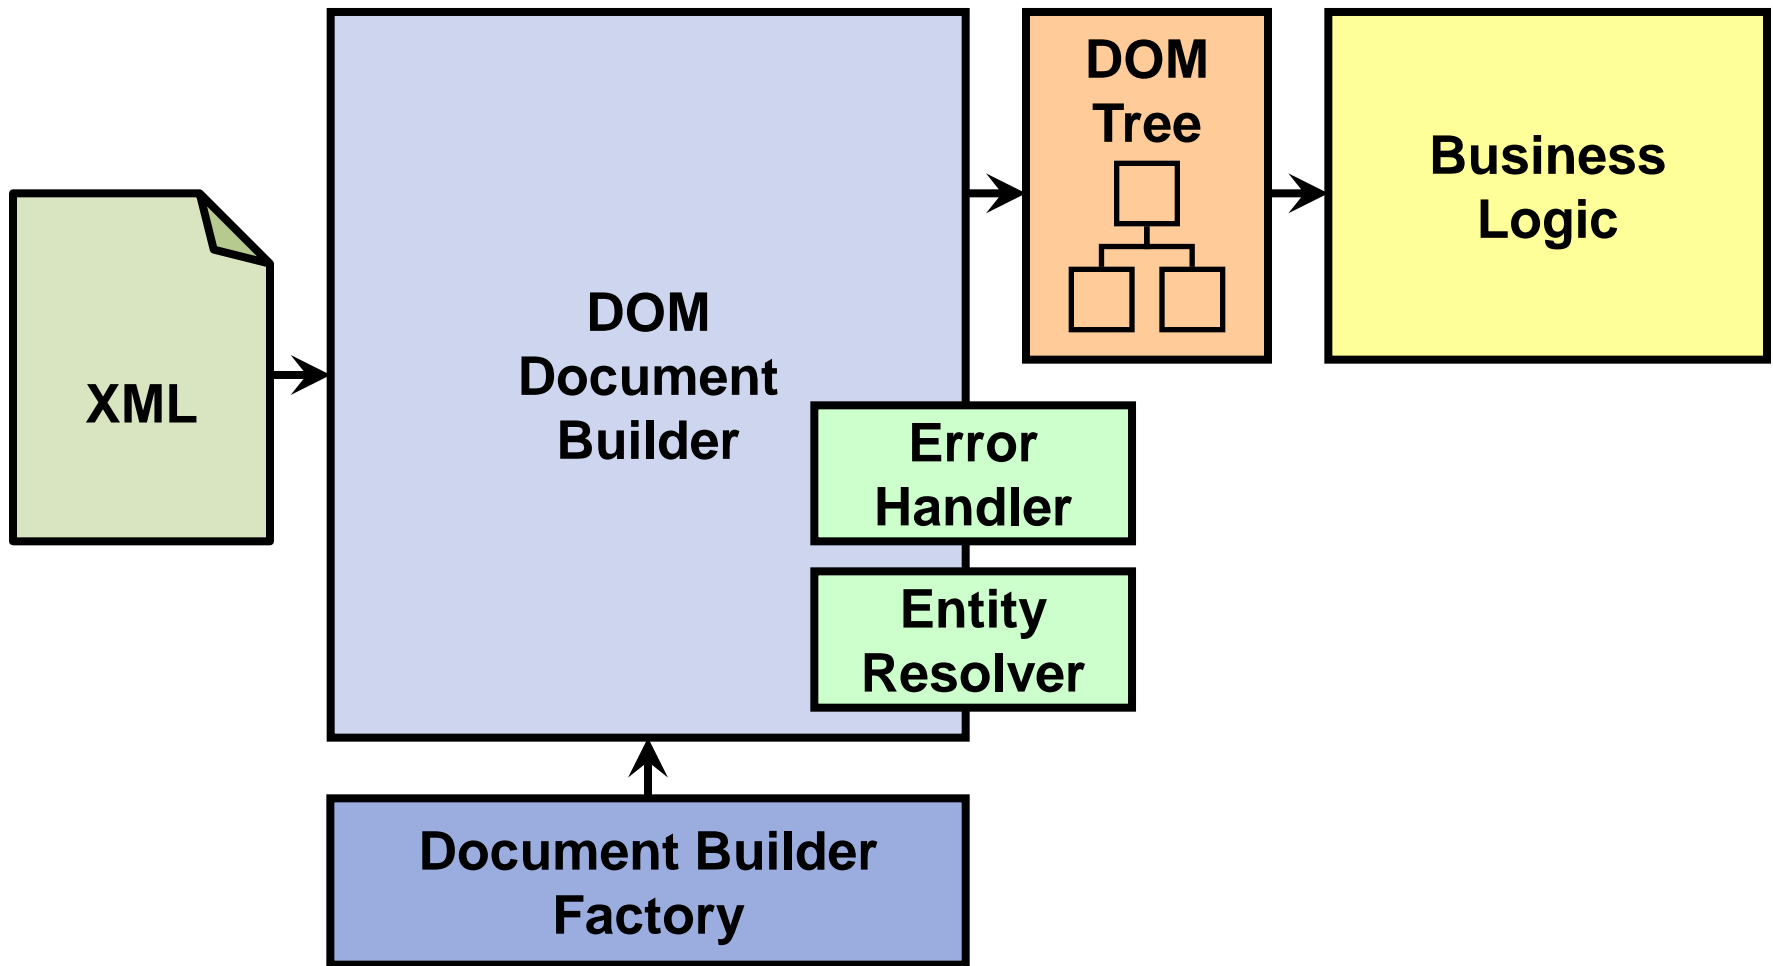 XML
DOM
Document
Builder
DOM
Tree
Business
Logic
Error
Handler
Entity
Resolver
Document Builder
Factory